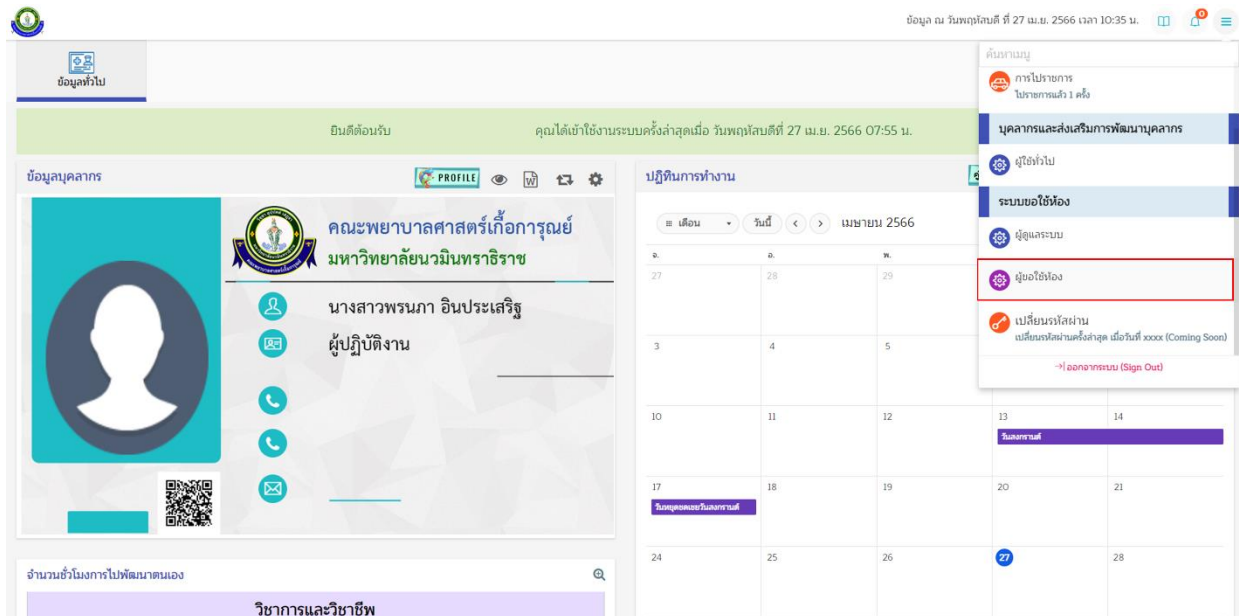 ข้อมูล ณ วันพฤหัสบดี ที่ 27 เม.ย. 2566 เวลา 10:35 น.
0
ข้อมูลทั่วไป
ยินดีต้อนรับ คุณได้เข้าใช้งานระบบครั้งล่าสุดเมื่อ วันพฤหัสบดีที่ 27 เม.ย. 2566 07:55 น.
ค้นหาเมนู
การไปราชการ
ไปราชการแล้ว 1 ครั้ง
บุคลากรและส่งเสริมการพัฒนาบุคลากร
ผู้ใช้ทั่วไป
ระบบขอใช้ห้อง
ผู้ดูแลระบบ
ผู้ขอใช้ห้อง
เปลี่ยนรหัสผ่าน
เปลี่ยนรหัสผ่านครั้งล่าสุด เมื่อวันที่ xxxx (Coming Soon)
ออกจากระบบ (Sign Out)
ข้อมูลบุคลากร
PROFILE
คณะพยาบาลศาสตร์เกื้อการุณย์
มหาวิทยาลัยนวมินทราธิราช
นางสาวพรนภา อินประเสริฐ
ผู้ปฏิบัติงาน
จำนวนชั่วโมงการไปพัฒนาตนเอง
วิชาการและวิชาชีพ
ปฏิทินการทำงาน
เดือน วันนี้ เมษายน 2566
จ. อ. พ.
27 28 29
3 4 5
10 11 12 13 14
วันสงกรานต์
17 18 19 20 21
วันหยุดชดเชยวันสงกรานต์
24 25 26 27 28